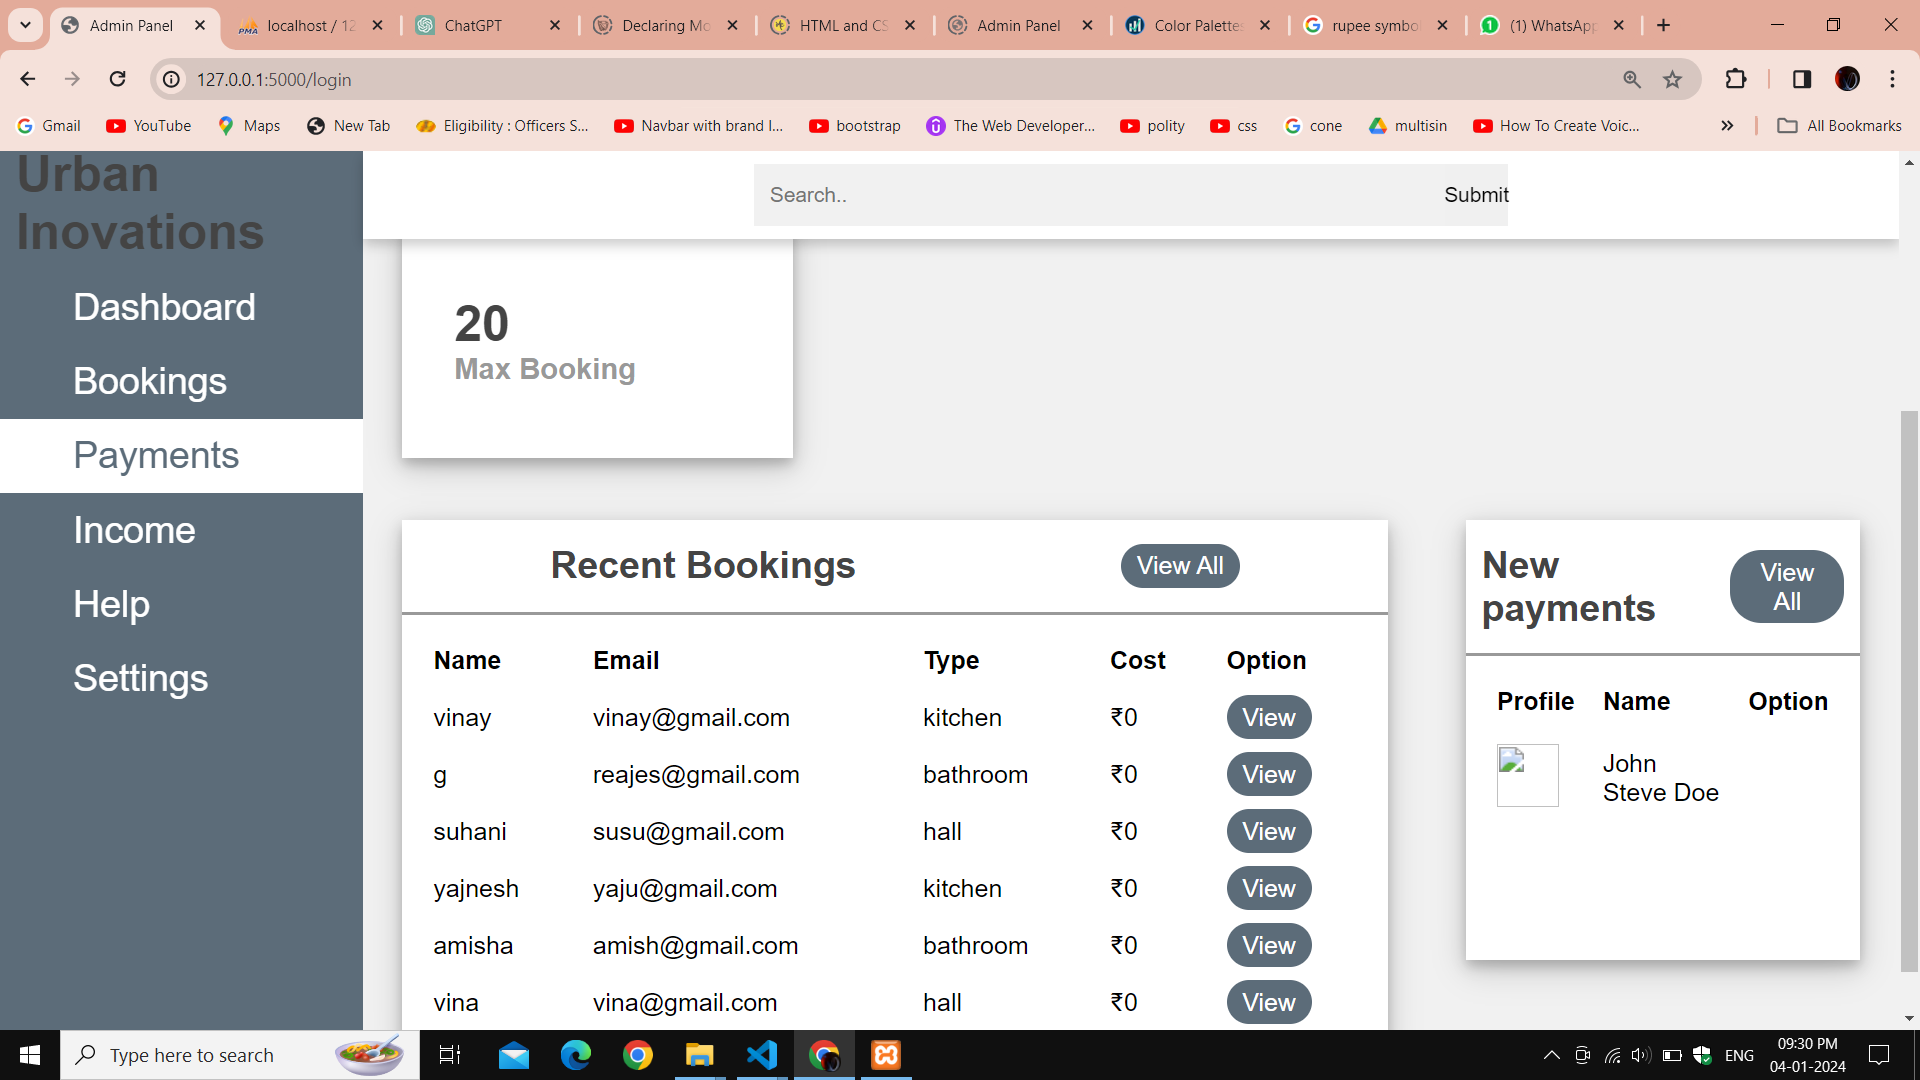 Admin Panel
localhost / 12
ChatGPT
Declaring Mo
HTML and CS
Admin Panel
Color Palette
rupee symbo
(1) WhatsApp
127.0.0.1:5000/login
Gmail
YouTube
Maps
New Tab
Eligibility : Officers S...
Navbar with brand l...
bootstrap
The Web Developer...
polity
css
cone
multisin
How To Create Voic...
All Bookmarks
Urban
Inovations
Dashboard
Bookings
Payments
Income
Help
Settings
Search..
Submit
20
Max Booking
Recent Bookings
View All
Name Email Type Cost Option
vinay vinay@gmail.com kitchen ₹0 View
g reajes@gmail.com bathroom ₹0 View
suhani susu@gmail.com hall ₹0 View
yajnesh yaju@gmail.com kitchen ₹0 View
amisha amish@gmail.com bathroom ₹0 View
vina vina@gmail.com hall ₹0 View
New
payments
View
All
Profile Name Option
John
Steve Doe
Type here to search
ENG
09:30 PM
04-01-2024